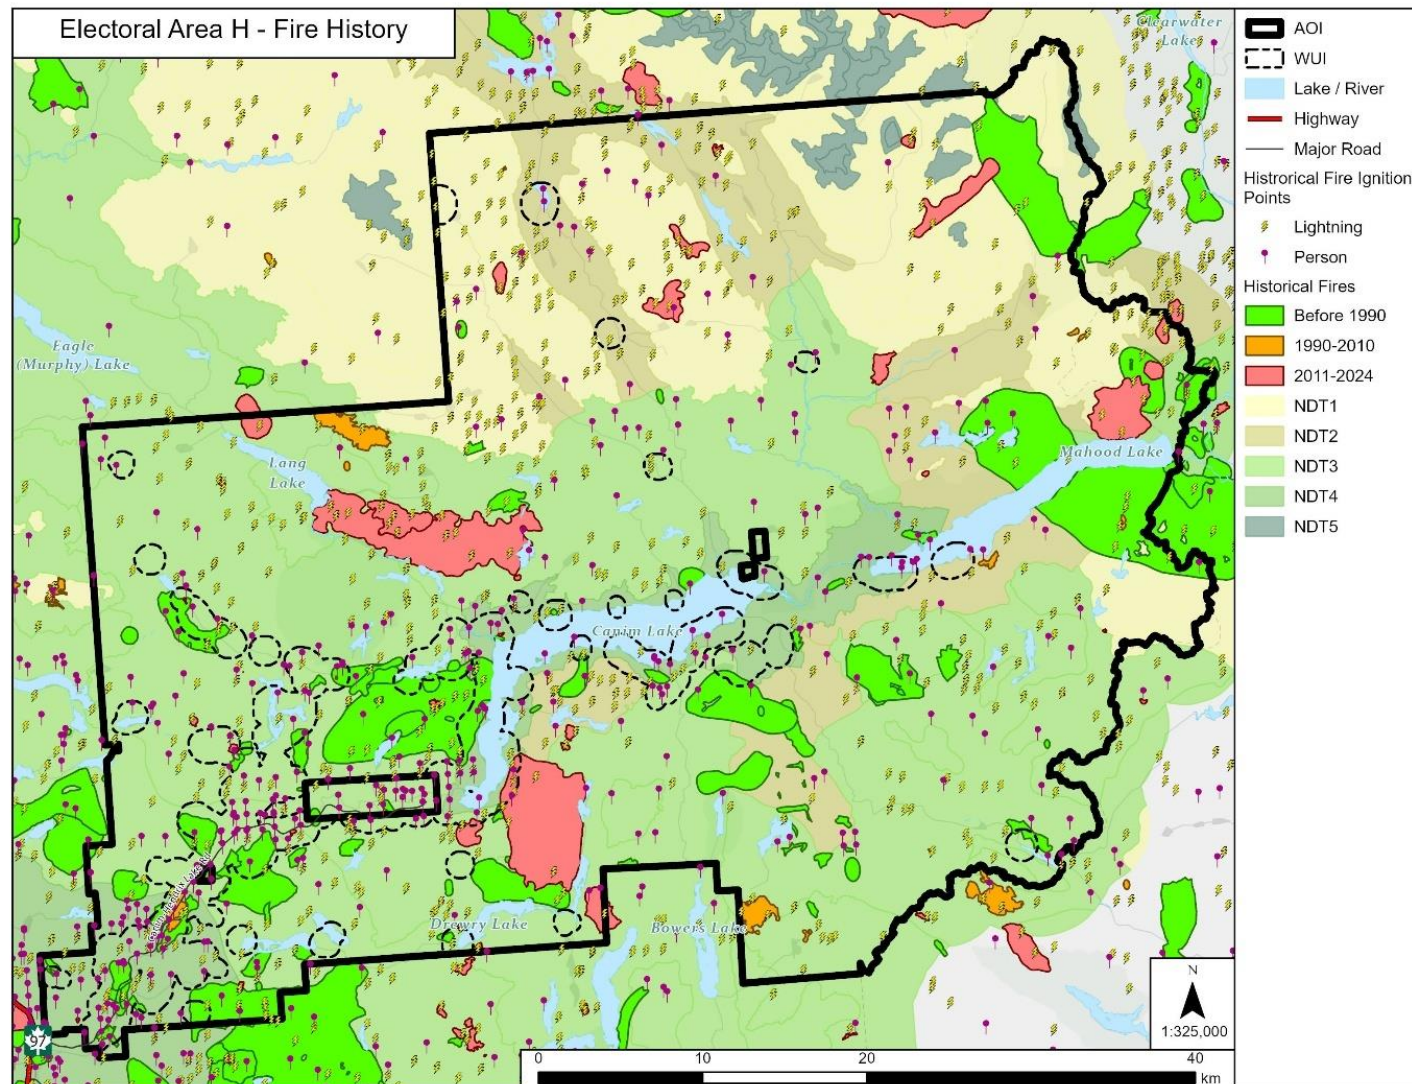 Electoral Area H - Fire History
Clearwater
Lake
Eagle
(Murphy) Lake
Lang
Lake
Mahood Lake
Canim Lake
Drewry Lake
Bowers Lake
97
AOI
WUI
Lake / River
Highway
Major Road
Histrorical Fire Ignition
Points
Lightning
Person
Historical Fires
Before 1990
1990-2010
2011-2024
NDT1
NDT2
NDT3
NDT4
NDT5
N
1:325,000
0 10 20 40
km